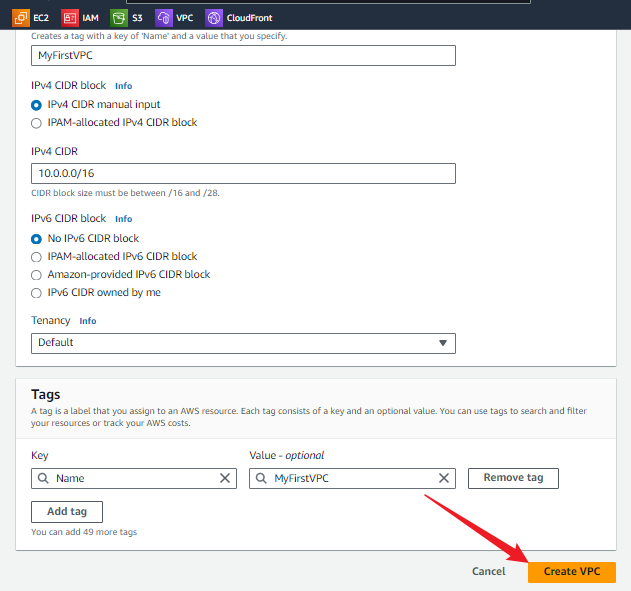 EC2 IAM S3 VPC CloudFront
Creates a tag with a key of 'Name' and a value that you specify.
MyFirstVPC
IPv4 CIDR block Info
IPv4 CIDR manual input
IPAM-allocated IPv4 CIDR block
IPv4 CIDR
10.0.0.0/16
CIDR block size must be between /16 and /28.
IPv6 CIDR block Info
No IPv6 CIDR block
IPAM-allocated IPv6 CIDR block
Amazon-provided IPv6 CIDR block
IPv6 CIDR owned by me
Tenancy Info
Default
Tags
A tag is a label that you assign to an AWS resource. Each tag consists of a key and an optional value. You can use tags to search and filter
your resources or track your AWS costs.
Key Value - optional
Name MyFirstVPC Remove tag
Add tag
You can add 49 more tags
Cancel Create VPC